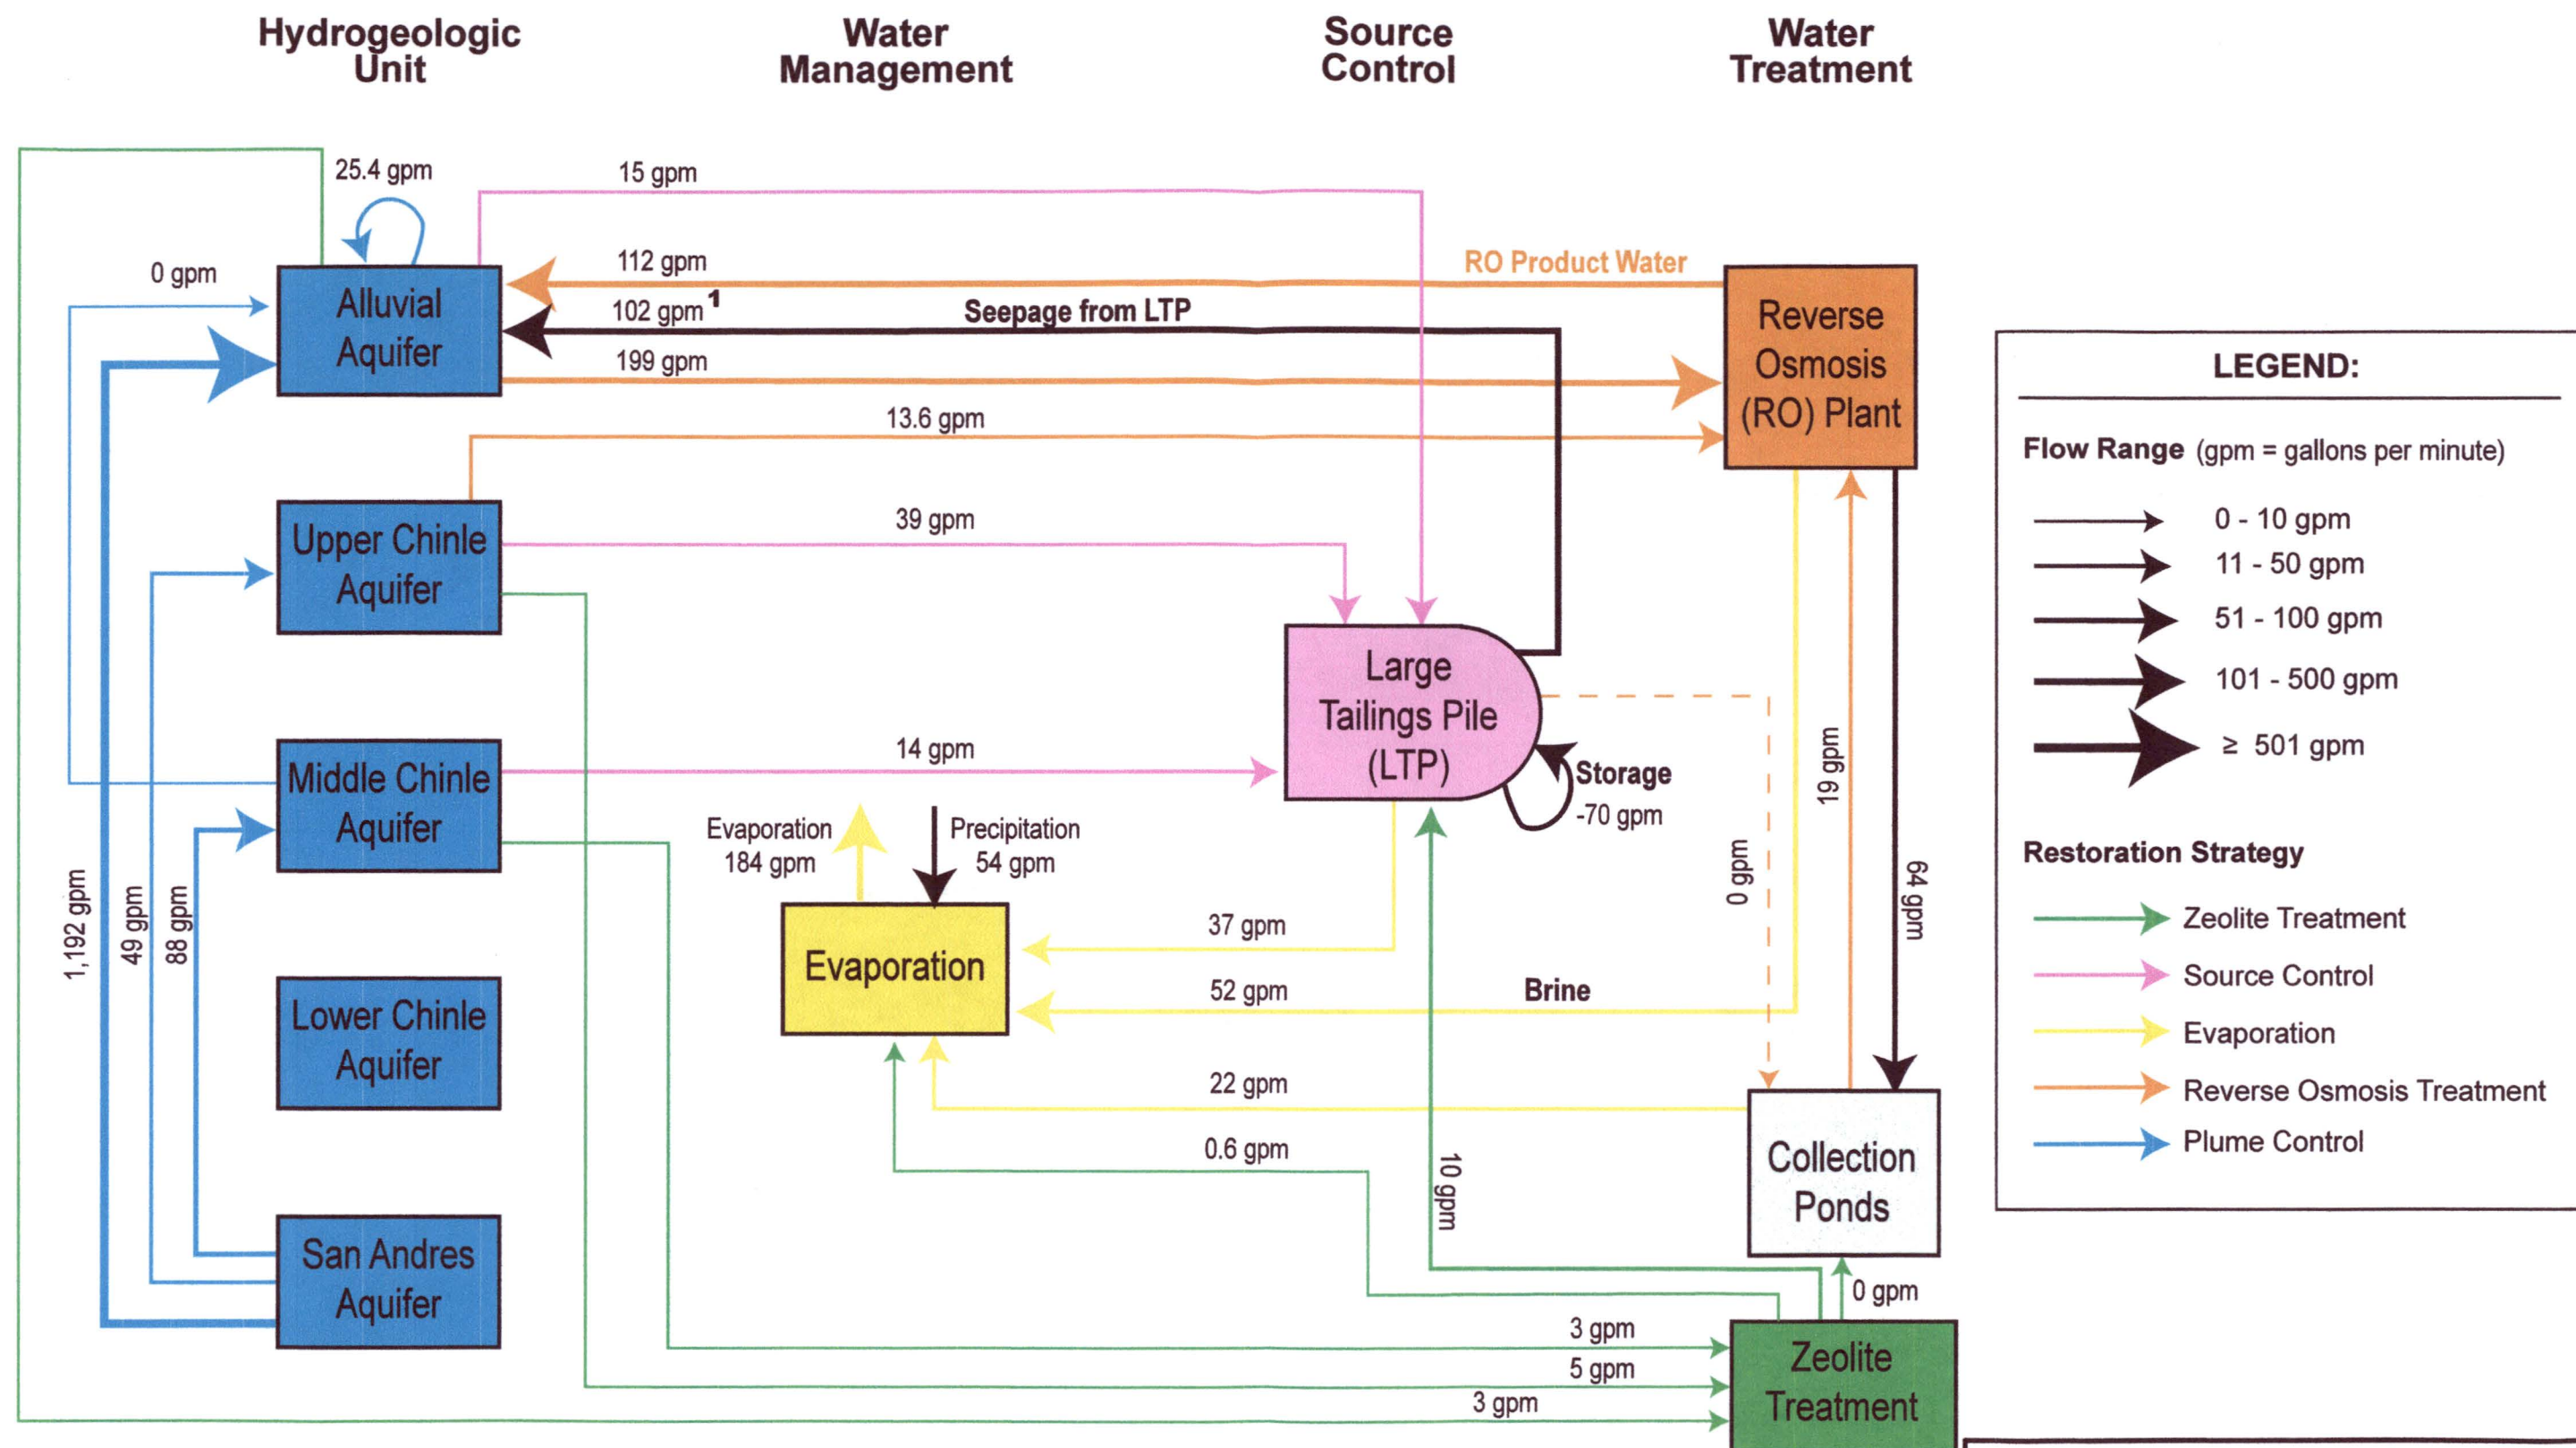 Hydrogeologic
Unit
Water
Management
Source
Control
Water
Treatment
25.4 gpm
15 gpm
0 gpm
Alluvial
Aquifer
112 gpm
RO Product Water
102 gpm 1
Seepage from LTP
199 gpm
13.6 gpm
Reverse
Osmosis
(RO) Plant
Upper Chinle
Aquifer
39 gpm
Large
Tailings Pile
(LTP)
Storage
-70 gpm
Middle Chinle
Aquifer
14 gpm
Evaporation
184 gpm
Precipitation
54 gpm
Evaporation
37 gpm
52 gpm
Brine
22 gpm
0.6 gpm
10 gpm
0 gpm
19 gpm
64 gpm
1,192 gpm
49 gpm
88 gpm
Lower Chinle
Aquifer
San Andres
Aquifer
Collection
Ponds
0 gpm
3 gpm
5 gpm
3 gpm
Zeolite
Treatment
LEGEND:
Flow Range (gpm = gallons per minute)
0 - 10 gpm
11 - 50 gpm
51 - 100 gpm
101 - 500 gpm
≥ 501 gpm
Restoration Strategy
Zeolite Treatment
Source Control
Evaporation
Reverse Osmosis Treatment
Plume Control